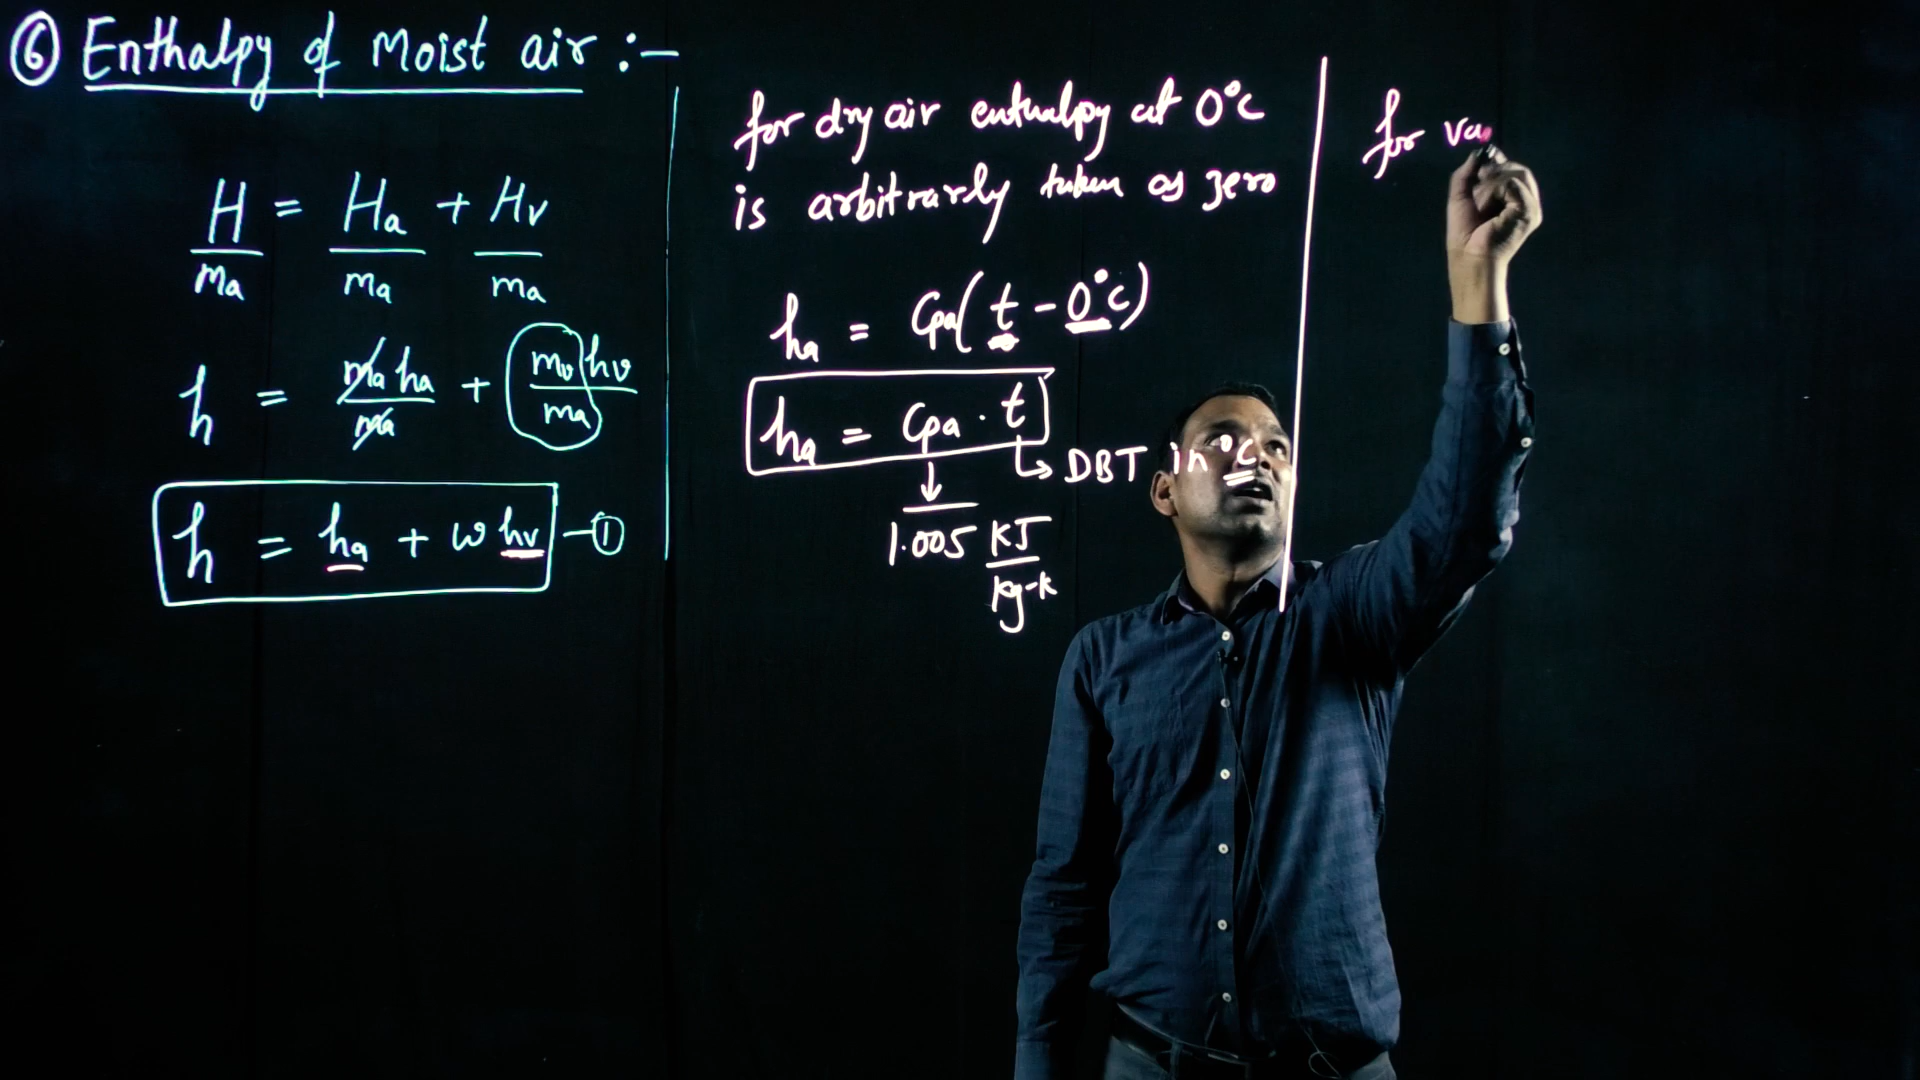 ⑥ Enthalpy of Moist air :-
H/ma = Ha/ma + Hv/ma
h = ma ha/ma + mv hv/ma
h = ha + ω hv -①
for dry air enthalpy at 0°C
is arbitrarly taken as zero
ha = Cpa(t - 0°C)
ha = Cpa · t
DBT in °C
1.005 KJ/kg-K
for va